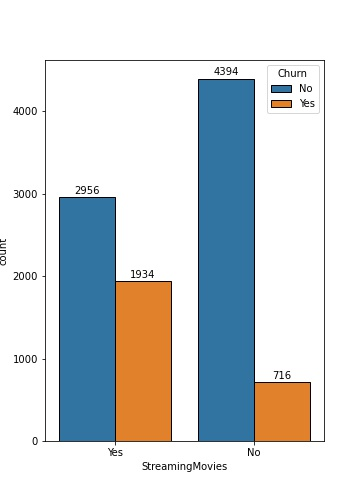 4394
Churn
No
Yes
4000
3000
2956
2000
1934
1000
716
0
count
Yes
No
StreamingMovies